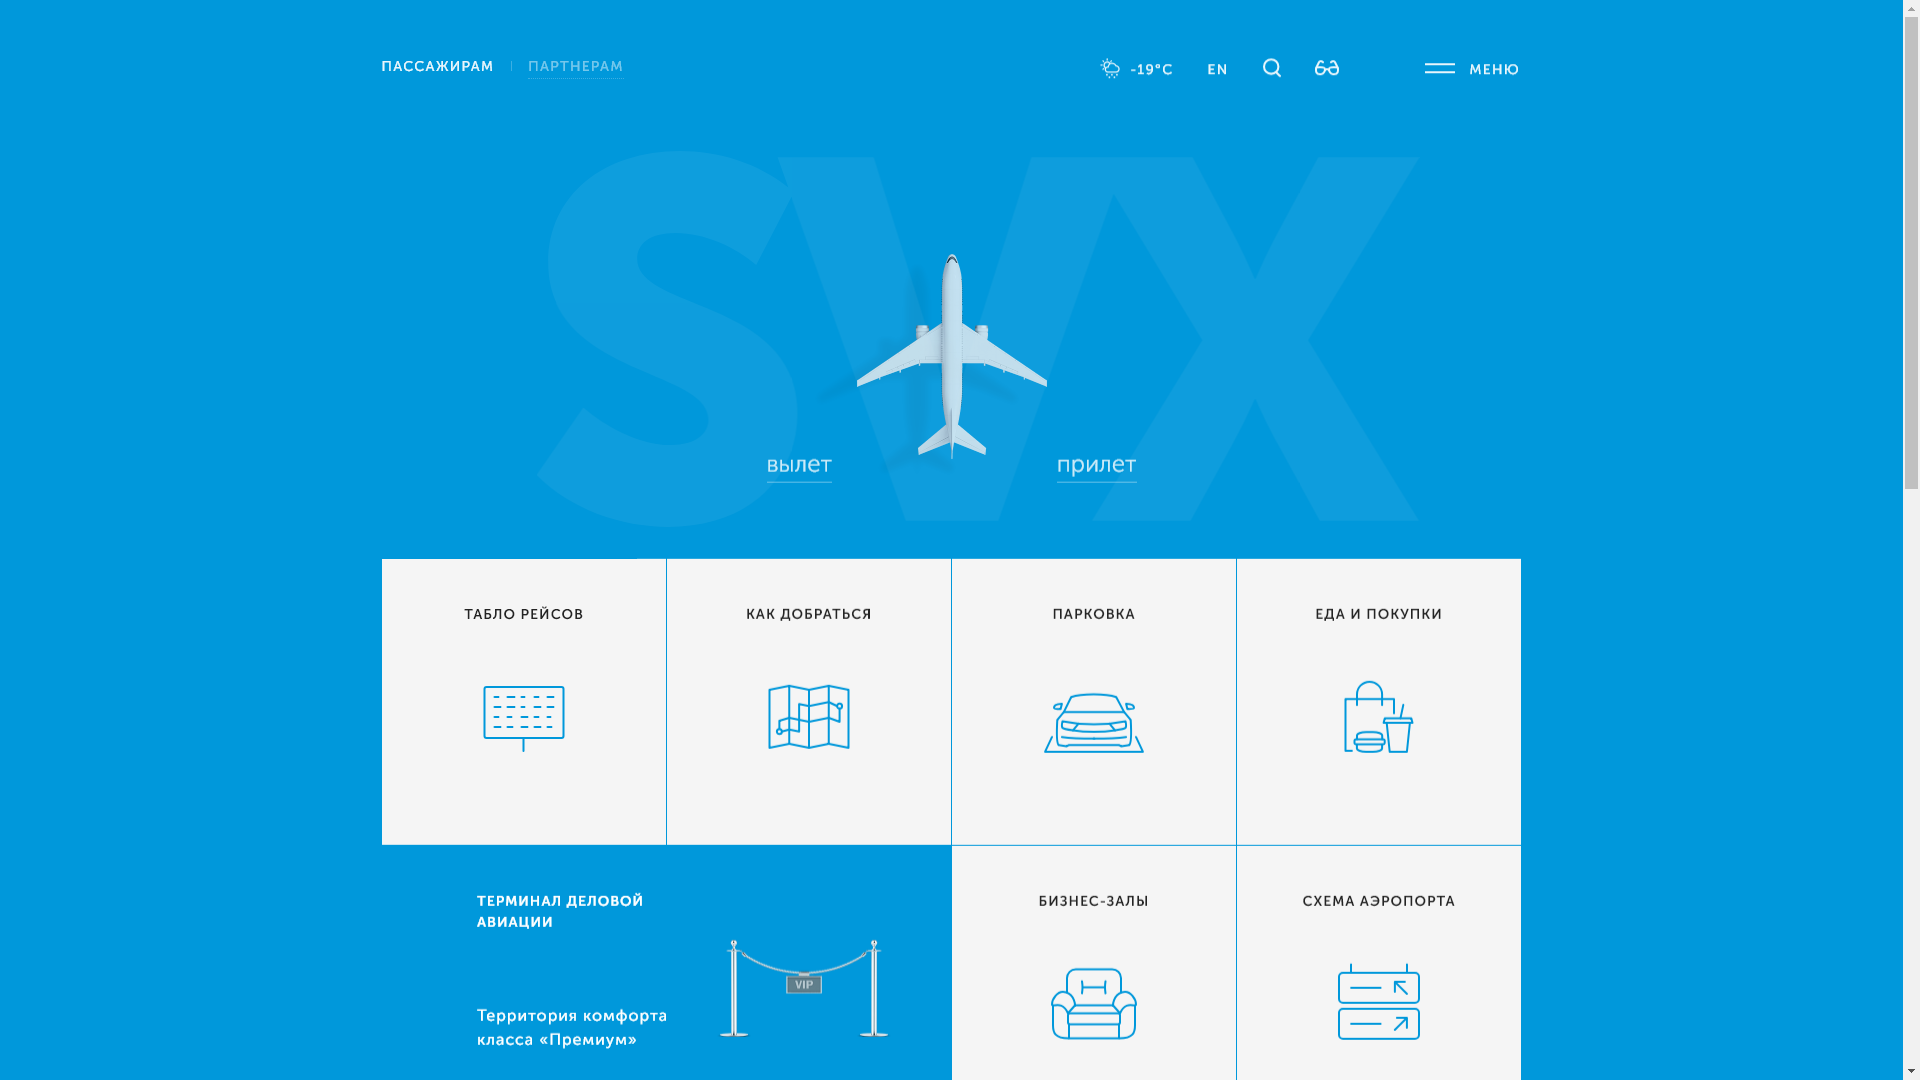 ПАССАЖИРАМ
ПАРТНЕРАМ
-19°C
EN
МЕНЮ
SVX
вылет
прилет
ТАБЛО РЕЙСОВ
КАК ДОБРАТЬСЯ
ПАРКОВКА
ЕДА И ПОКУПКИ
ТЕРМИНАЛ ДЕЛОВОЙ
АВИАЦИИ
VIP
Территория комфорта
класса «Премиум»
БИЗНЕС-ЗАЛЫ
СХЕМА АЭРОПОРТА